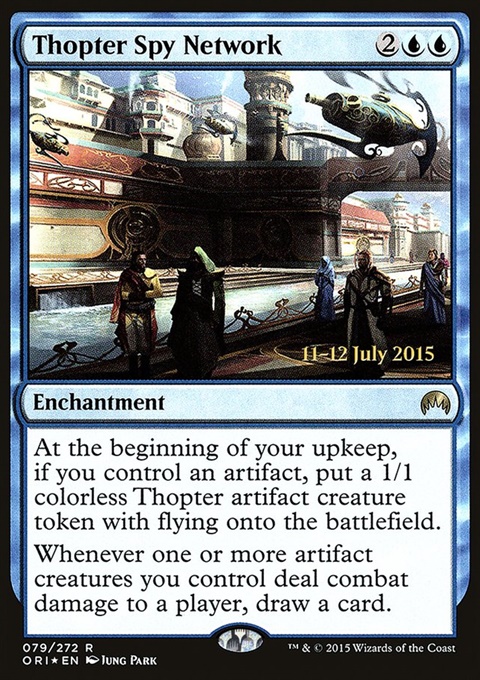 Thopter Spy Network 2
11–12 July 2015
Enchantment
At the beginning of your upkeep,
if you control an artifact, put a 1/1
colorless Thopter artifact creature
token with flying onto the battlefield.
Whenever one or more artifact
creatures you control deal combat
damage to a player, draw a card.
079/272 R
ORI★EN Jung Park
™ & © 2015 Wizards of the Coast